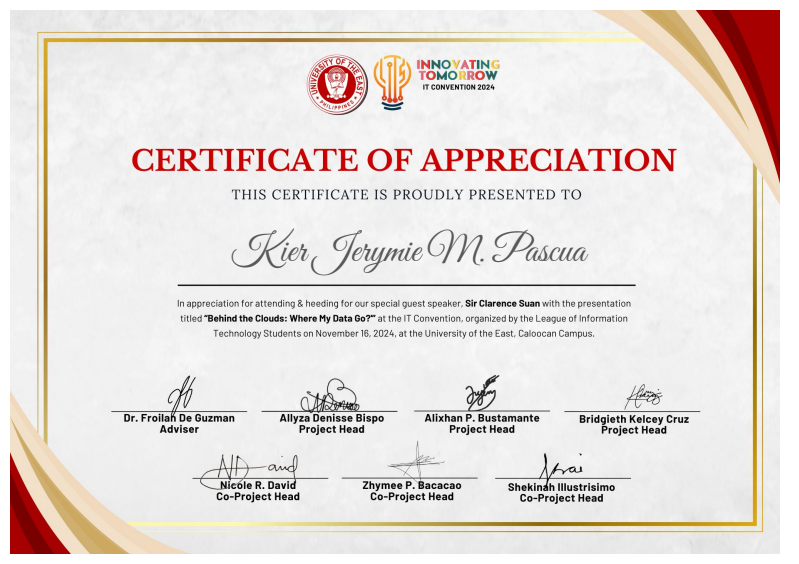 UNIVERSITY OF THE EAST
PHILIPPINES
INNOVATING
TOMORROW
IT CONVENTION 2024
CERTIFICATE OF APPRECIATION
THIS CERTIFICATE IS PROUDLY PRESENTED TO
Kier Jerymie M. Pascua
In appreciation for attending & heeding for our special guest speaker, Sir Clarence Suan with the presentation
titled “Behind the Clouds: Where My Data Go?” at the IT Convention, organized by the League of Information
Technology Students on November 16, 2024, at the University of the East, Caloocan Campus.
Dr. Froilan De Guzman
Adviser
Allyza Denisse Bispo
Project Head
Alixhan P. Bustamante
Project Head
Bridgieth Kelcey Cruz
Project Head
Nicole R. David
Co-Project Head
Zhymee P. Bacacao
Co-Project Head
Shekinah Illustrisimo
Co-Project Head